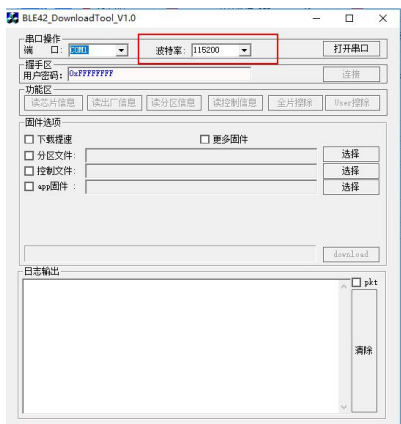 BLE42_DownloadTool_V1.0
串口操作
端 口: COM1 波特率: 115200 打开串口
握手区
用户密码: 0xFFFFFFFF 连接
功能区
读芯片信息 读出厂信息 读分区信息 读控制信息 全片擦除 User擦除
固件选项
下载提速 更多固件
分区文件: 选择
控制文件: 选择
app固件 : 选择
download
日志输出
pkt
清除